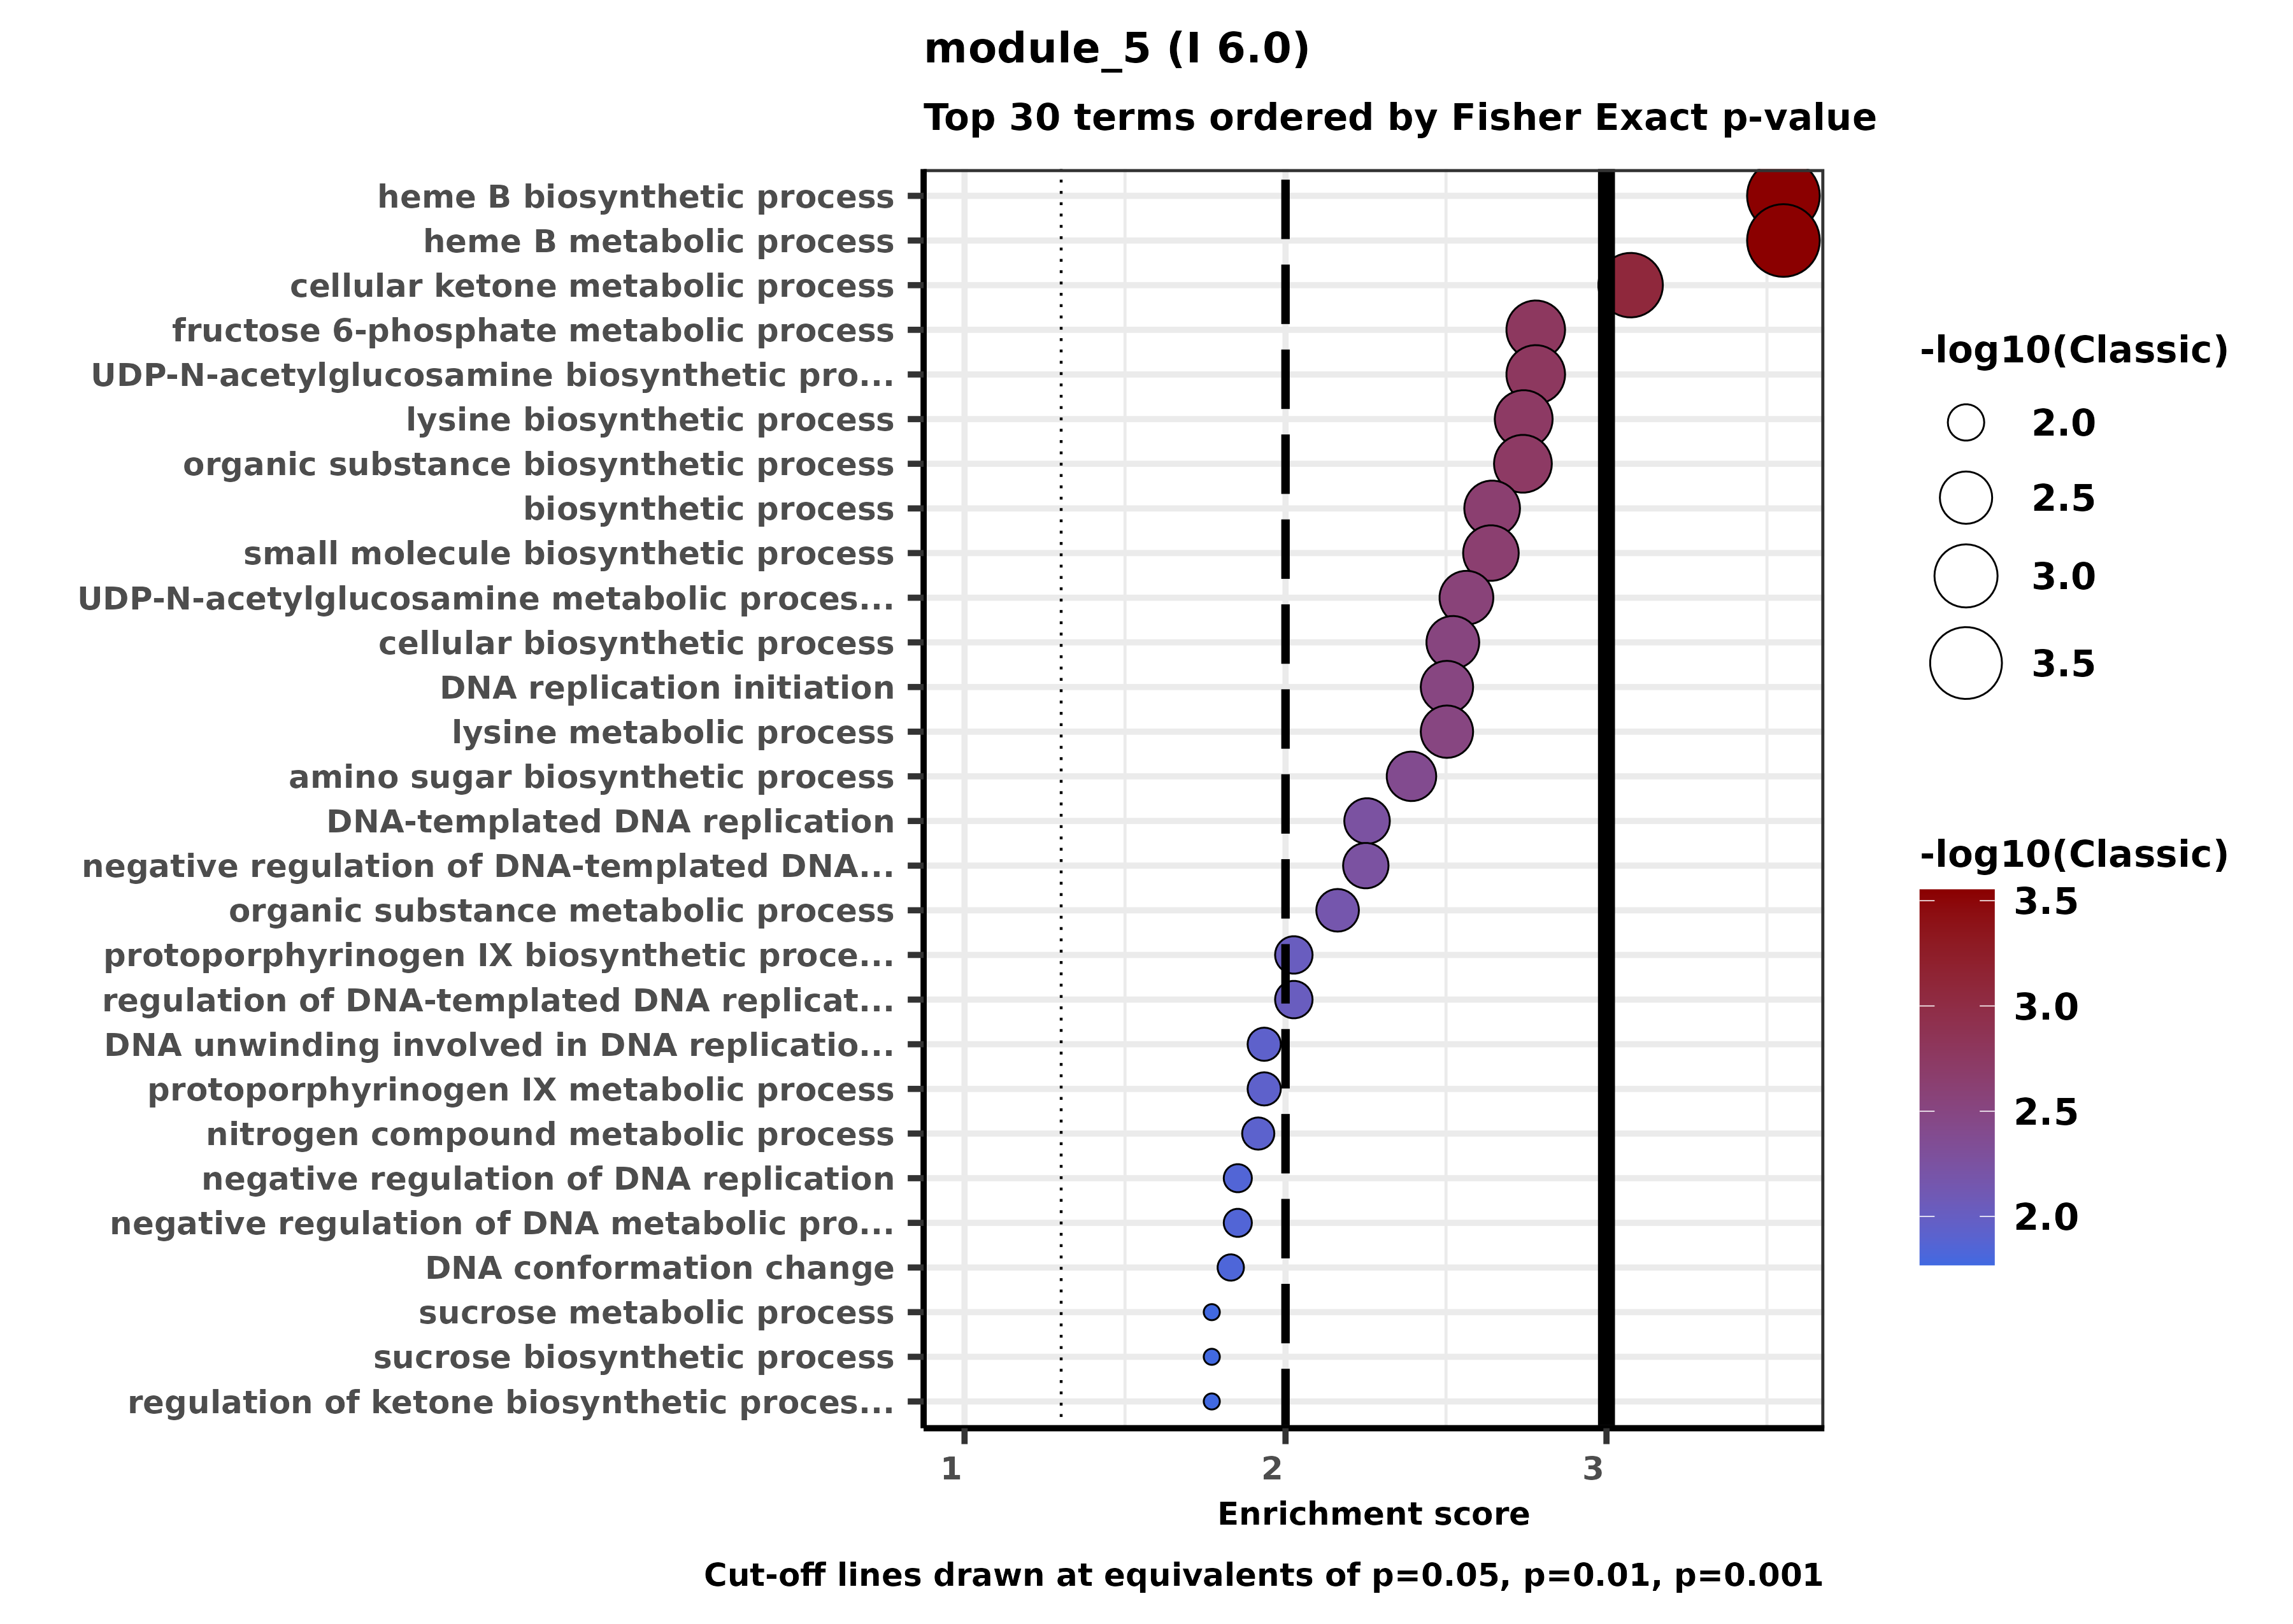 module_5 (I 6.0)
Top 30 terms ordered by Fisher Exact p-value
heme B biosynthetic process
heme B metabolic process
cellular ketone metabolic process
fructose 6-phosphate metabolic process
UDP-N-acetylglucosamine biosynthetic pro...
lysine biosynthetic process
organic substance biosynthetic process
biosynthetic process
small molecule biosynthetic process
UDP-N-acetylglucosamine metabolic proces...
cellular biosynthetic process
DNA replication initiation
lysine metabolic process
amino sugar biosynthetic process
DNA-templated DNA replication
negative regulation of DNA-templated DNA...
organic substance metabolic process
protoporphyrinogen IX biosynthetic proce...
regulation of DNA-templated DNA replicat...
DNA unwinding involved in DNA replicatio...
protoporphyrinogen IX metabolic process
nitrogen compound metabolic process
negative regulation of DNA replication
negative regulation of DNA metabolic pro...
DNA conformation change
sucrose metabolic process
sucrose biosynthetic process
regulation of ketone biosynthetic proces...
1 2 3
Enrichment score
Cut-off lines drawn at equivalents of p=0.05, p=0.01, p=0.001
-log10(Classic)
2.0
2.5
3.0
3.5
-log10(Classic)
3.5
3.0
2.5
2.0